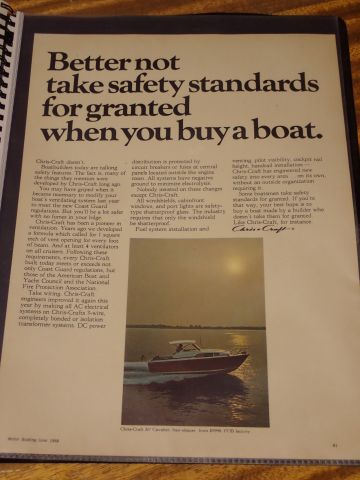 Better not
take safety standards
for granted
when you buy a boat.
Chris-Craft doesn't.
Boatbuilders today are talking
safety features. The fact is, many of
the things they mention were
developed by Chris-Craft long ago.
You may have griped when it
became necessary to modify your
boat's ventilating system last year
to meet the new Coast Guard
regulations. But you'll be a lot safer
with no fumes in your bilge.
Chris-Craft has been a pioneer in
ventilation. Years ago we developed
a formula which called for 1 square
inch of vent opening for every foot
of beam. And at least 4 ventilators
on all cruisers. Following these
requirements, every Chris-Craft
built today meets or exceeds not
only Coast Guard regulations, but
those of the American Boat and
Yacht Council and the National
Fire Protection Association.
Take wiring. Chris-Craft
engineers improved it again this
year by making all AC electrical
systems on Chris-Crafts 3-wire,
completely bonded or isolation
transformer systems. DC power
distribution is protected by
circuit breakers or fuses at central
panels located outside the engine
room. All systems have negative
ground to minimize electrolysis.
Nobody insisted on these changes
except Chris-Craft.
All windshields, cabinfront
windows, and port lights are safety-
type shatterproof glass. The industry
requires that only the windshield
be shatterproof.
Fuel system installation and
venting, pilot visibility, cockpit rail
height, handrail installation —
Chris-Craft has engineered new
safety into every area . . . on its own,
without an outside organization
requiring it.
Some boatsmen take safety
standards for granted. If you're
that way, your best hope is to
buy a boat made by a builder who
doesn't take them for granted.
Like Chris-Craft, for instance.
Chris-Craft
Chris-Craft 30' Cavalier
Motor Boating June 1968
81